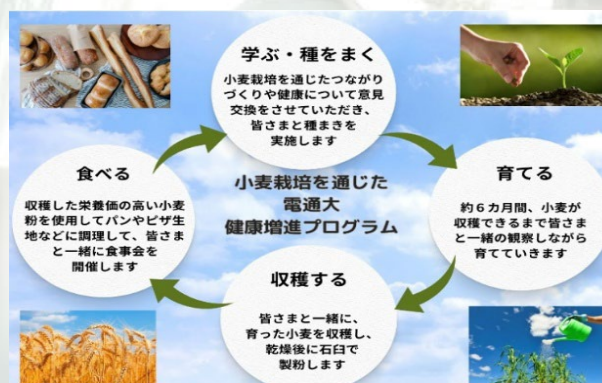 学ぶ・種をまく
小麦栽培を通じたつながり
づくりや健康について意見
交換をさせていただき、
皆さまと種まきを
実施します
育てる
約６カ月間、小麦が
収穫できるまで皆さま
と一緒の観察しながら
育てていきます
収穫する
皆さまと一緒に、
育った小麦を収穫し、
乾燥後に石臼で
製粉します
食べる
収穫した栄養価の高い小麦
粉を使用してパンやピザ生
地などに調理して、皆さま
と一緒に食事会を
開催します
小麦栽培を通じた
電通大
健康増進プログラム